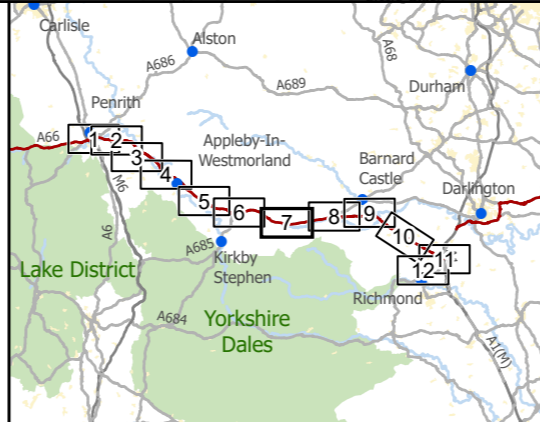 Carlisle
Alston
A686
A68
A689
Durham
Penrith
A66
1
2
3
4
Appleby-In-
Westmorland
Barnard
Castle
Darlington
M6
5
6
7
8
9
10
11
12
A6
A685
Kirkby
Stephen
Lake District
Richmond
A684
Yorkshire
Dales
A1(M)